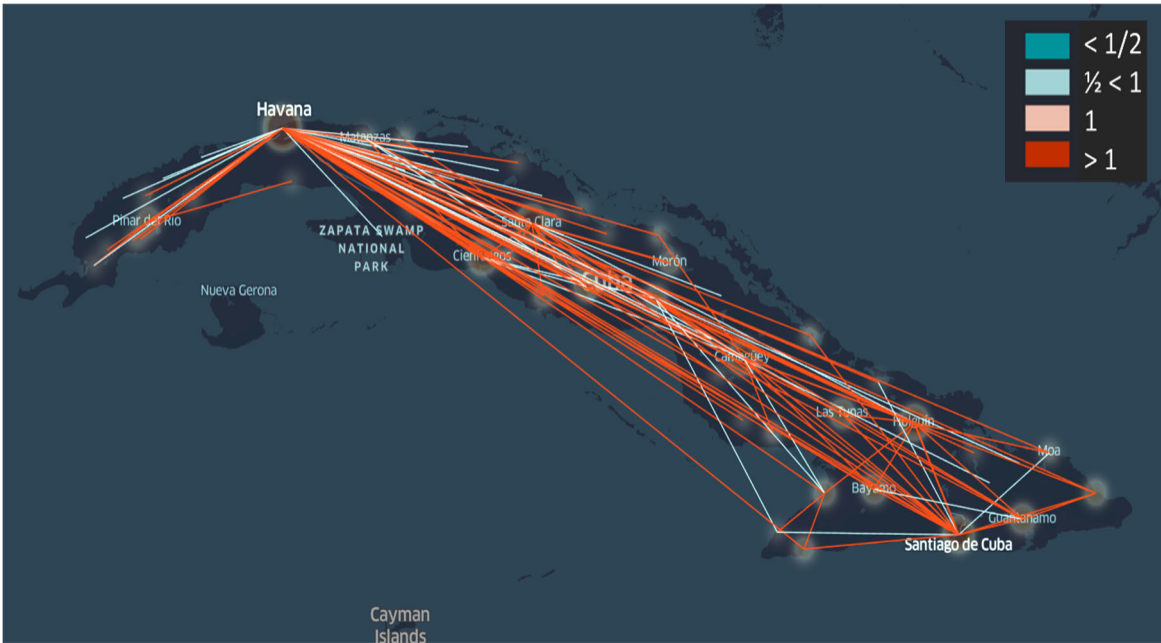 < 1/2
½ < 1
1
> 1
Havana
Matanzas
Pinar del Rio
Santa Clara
ZAPATA SWAMP
NATIONAL
PARK
Cienfuegos
Morón
Cuba
Nueva Gerona
Camagüey
Las Tunas
Holguín
Moa
Bayamo
Guantánamo
Santiago de Cuba
Cayman
Islands